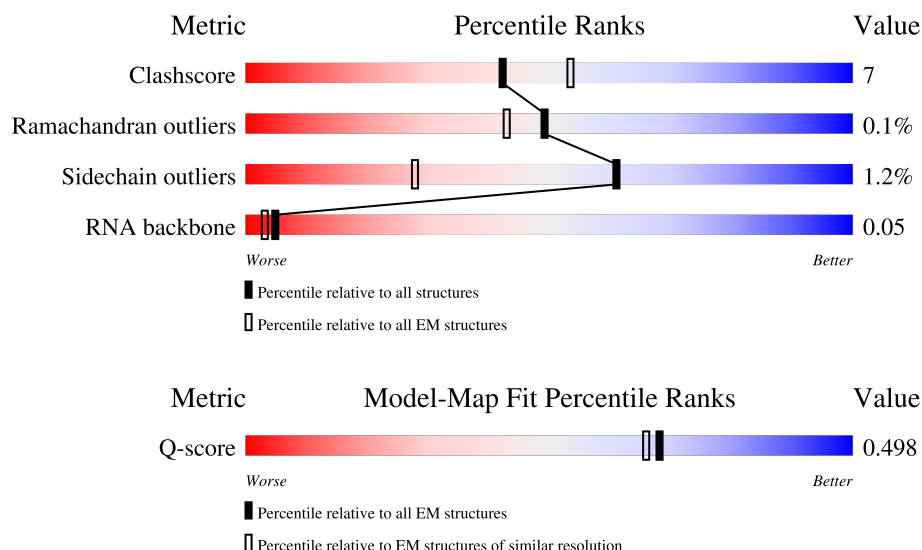 Metric Percentile Ranks Value
Clashscore 7
Ramachandran outliers 0.1%
Sidechain outliers 1.2%
RNA backbone 0.05
Worse Better
Percentile relative to all structures
Percentile relative to all EM structures
Metric Model-Map Fit Percentile Ranks Value
Q-score 0.498
Worse Better
Percentile relative to all EM structures
Percentile relative to EM structures of similar resolution